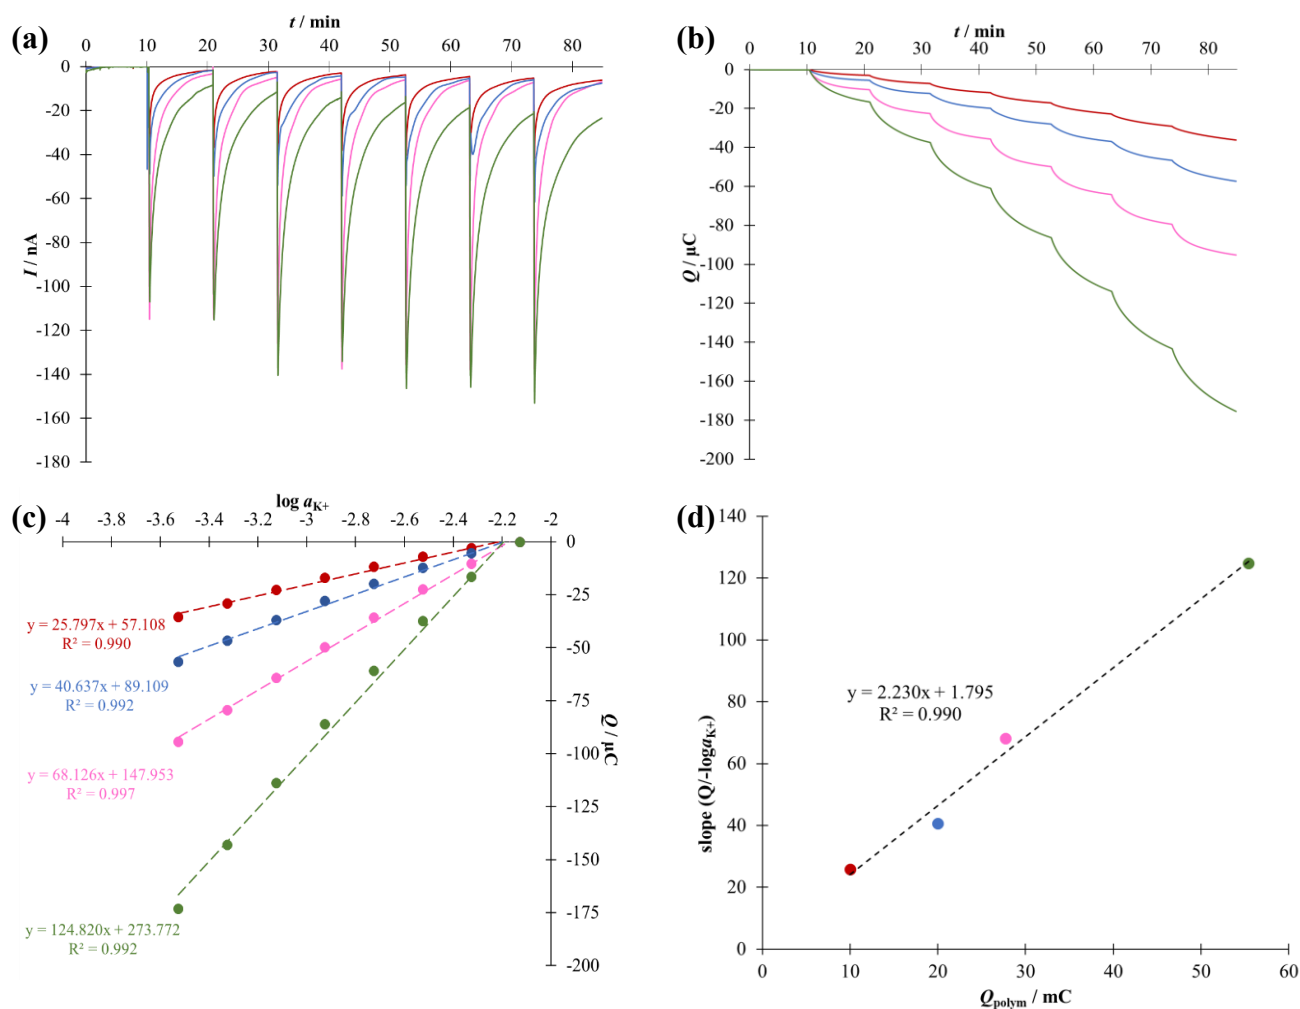 (a)
t / min
0 10 20 30 40 50 60 70 80
0
-20
-40
-60
-80
-100
-120
-140
-160
-180
I / nA
(b)
t / min
0 10 20 30 40 50 60 70 80
0
-20
-40
-60
-80
-100
-120
-140
-160
-180
-200
Q / µC
(c)
log aK+
-4 -3.8 -3.6 -3.4 -3.2 -3 -2.8 -2.6 -2.4 -2.2 -2
0
-25
-50
-75
-100
-125
-150
-175
-200
Q / µC
y = 25.797x + 57.108
R² = 0.990
y = 40.637x + 89.109
R² = 0.992
y = 68.126x + 147.953
R² = 0.997
y = 124.820x + 273.772
R² = 0.992
(d)
140
120
100
80
60
40
20
0
slope (Q/-logaK+)
y = 2.230x + 1.795
R² = 0.990
0 10 20 30 40 50 60
Qpolym / mC